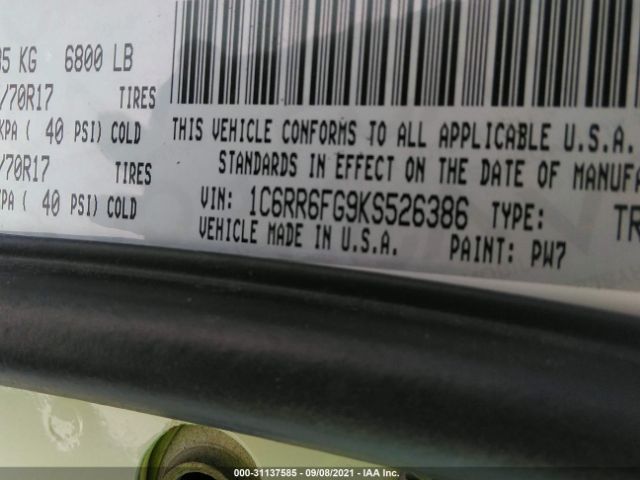 35 KG 6800 LB
/70R17 TIRES
KPA ( 40 PSI) COLD
/70R17 TIRES
KPA ( 40 PSI) COLD
THIS VEHICLE CONFORMS TO ALL APPLICABLE U.S.A.
STANDARDS IN EFFECT ON THE DATE OF MANUFA
VIN: 1C6RR6FG9KS526386 TYPE: TR
VEHICLE MADE IN U.S.A. PAINT: PW7
000-31137585 - 09/08/2021 - IAA Inc.